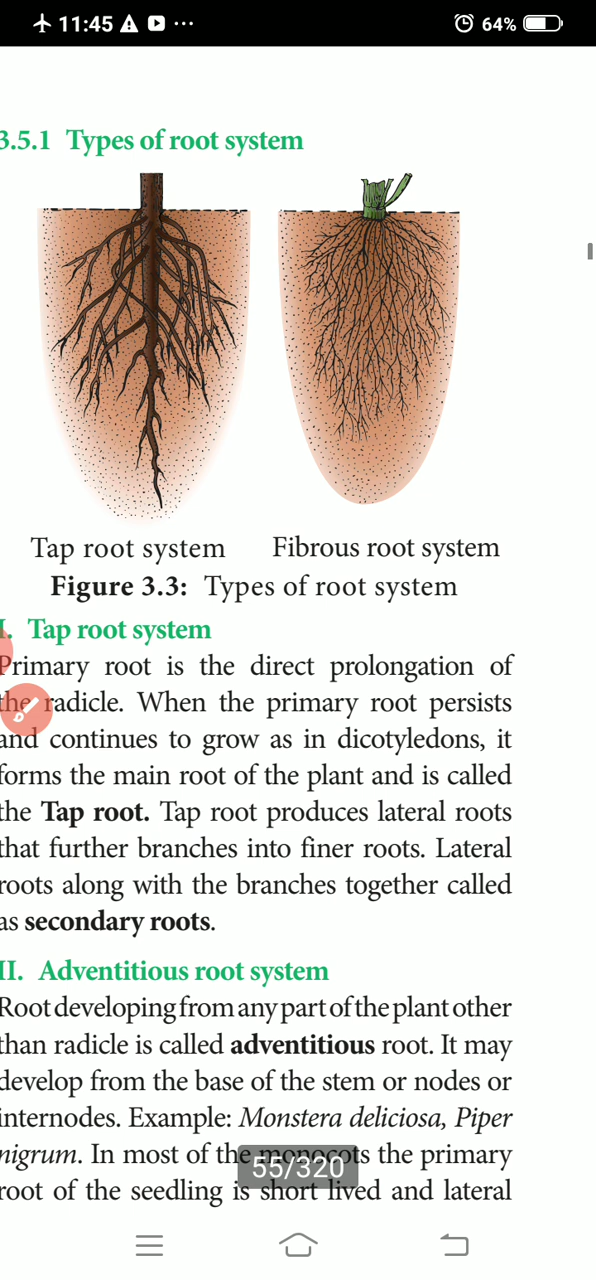 11:45
64%
3.5.1 Types of root system
Tap root system Fibrous root system
Figure 3.3: Types of root system
I. Tap root system
Primary root is the direct prolongation of
the radicle. When the primary root persists
and continues to grow as in dicotyledons, it
forms the main root of the plant and is called
the Tap root. Tap root produces lateral roots
that further branches into finer roots. Lateral
roots along with the branches together called
as secondary roots.
II. Adventitious root system
Root developing from any part of the plant other
than radicle is called adventitious root. It may
develop from the base of the stem or nodes or
internodes. Example: Monstera deliciosa, Piper
nigrum. In most of the monocots the primary
55/320
root of the seedling is short lived and lateral